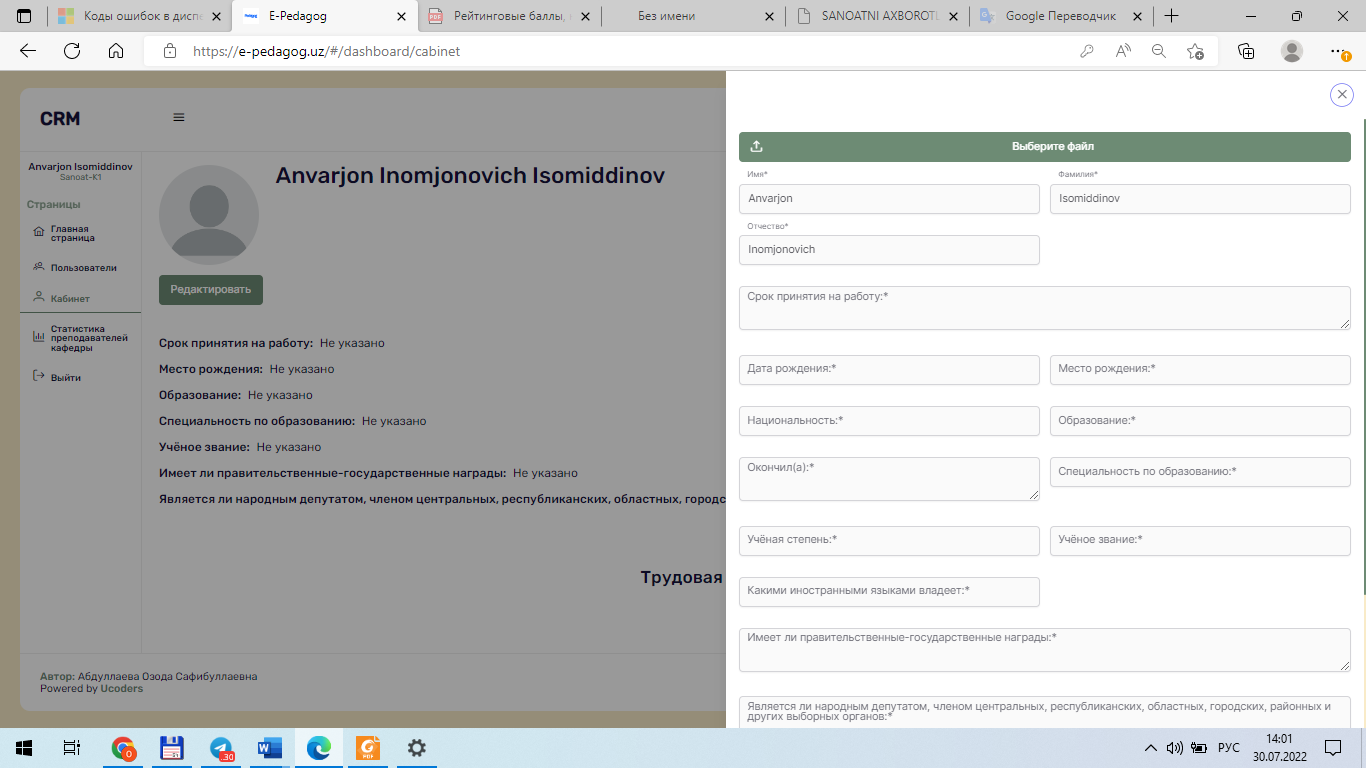 Коды ошибок в диспе
E-Pedagog
Рейтинговые баллы,
Без имени
SANOATNI AXBOROTL
Google Переводчик
https://e-pedagog.uz/#/dashboard/cabinet
CRM
Anvarjon Isomiddinov
Sanoat-K1
Страницы
Главная
страница
Пользователи
Кабинет
Статистика
преподавателей
кафедры
Выйти
Anvarjon Inomjonovich Isomiddinov
Редактировать
Срок принятия на работу: Не указано
Место рождения: Не указано
Образование: Не указано
Специальность по образованию: Не указано
Учёное звание: Не указано
Имеет ли правительственные-государственные награды: Не указано
Является ли народным депутатом, членом центральных, республиканских, областных, городс
Трудовая
Автор: Абдуллаева Озода Сафибуллаевна
Powered by Ucoders
Выберите файл
Имя*
Фамилия*
Anvarjon
Isomiddinov
Отчество*
Inomjonovich
Срок принятия на работу:*
Дата рождения:*
Место рождения:*
Национальность:*
Образование:*
Окончил(а):*
Специальность по образованию:*
Учёная степень:*
Учёное звание:*
Какими иностранными языками владеет:*
Имеет ли правительственные-государственные награды:*
Является ли народным депутатом, членом центральных, республиканских, областных, городских, районных и
других выборных органов:*
РУС
14:01
30.07.2022